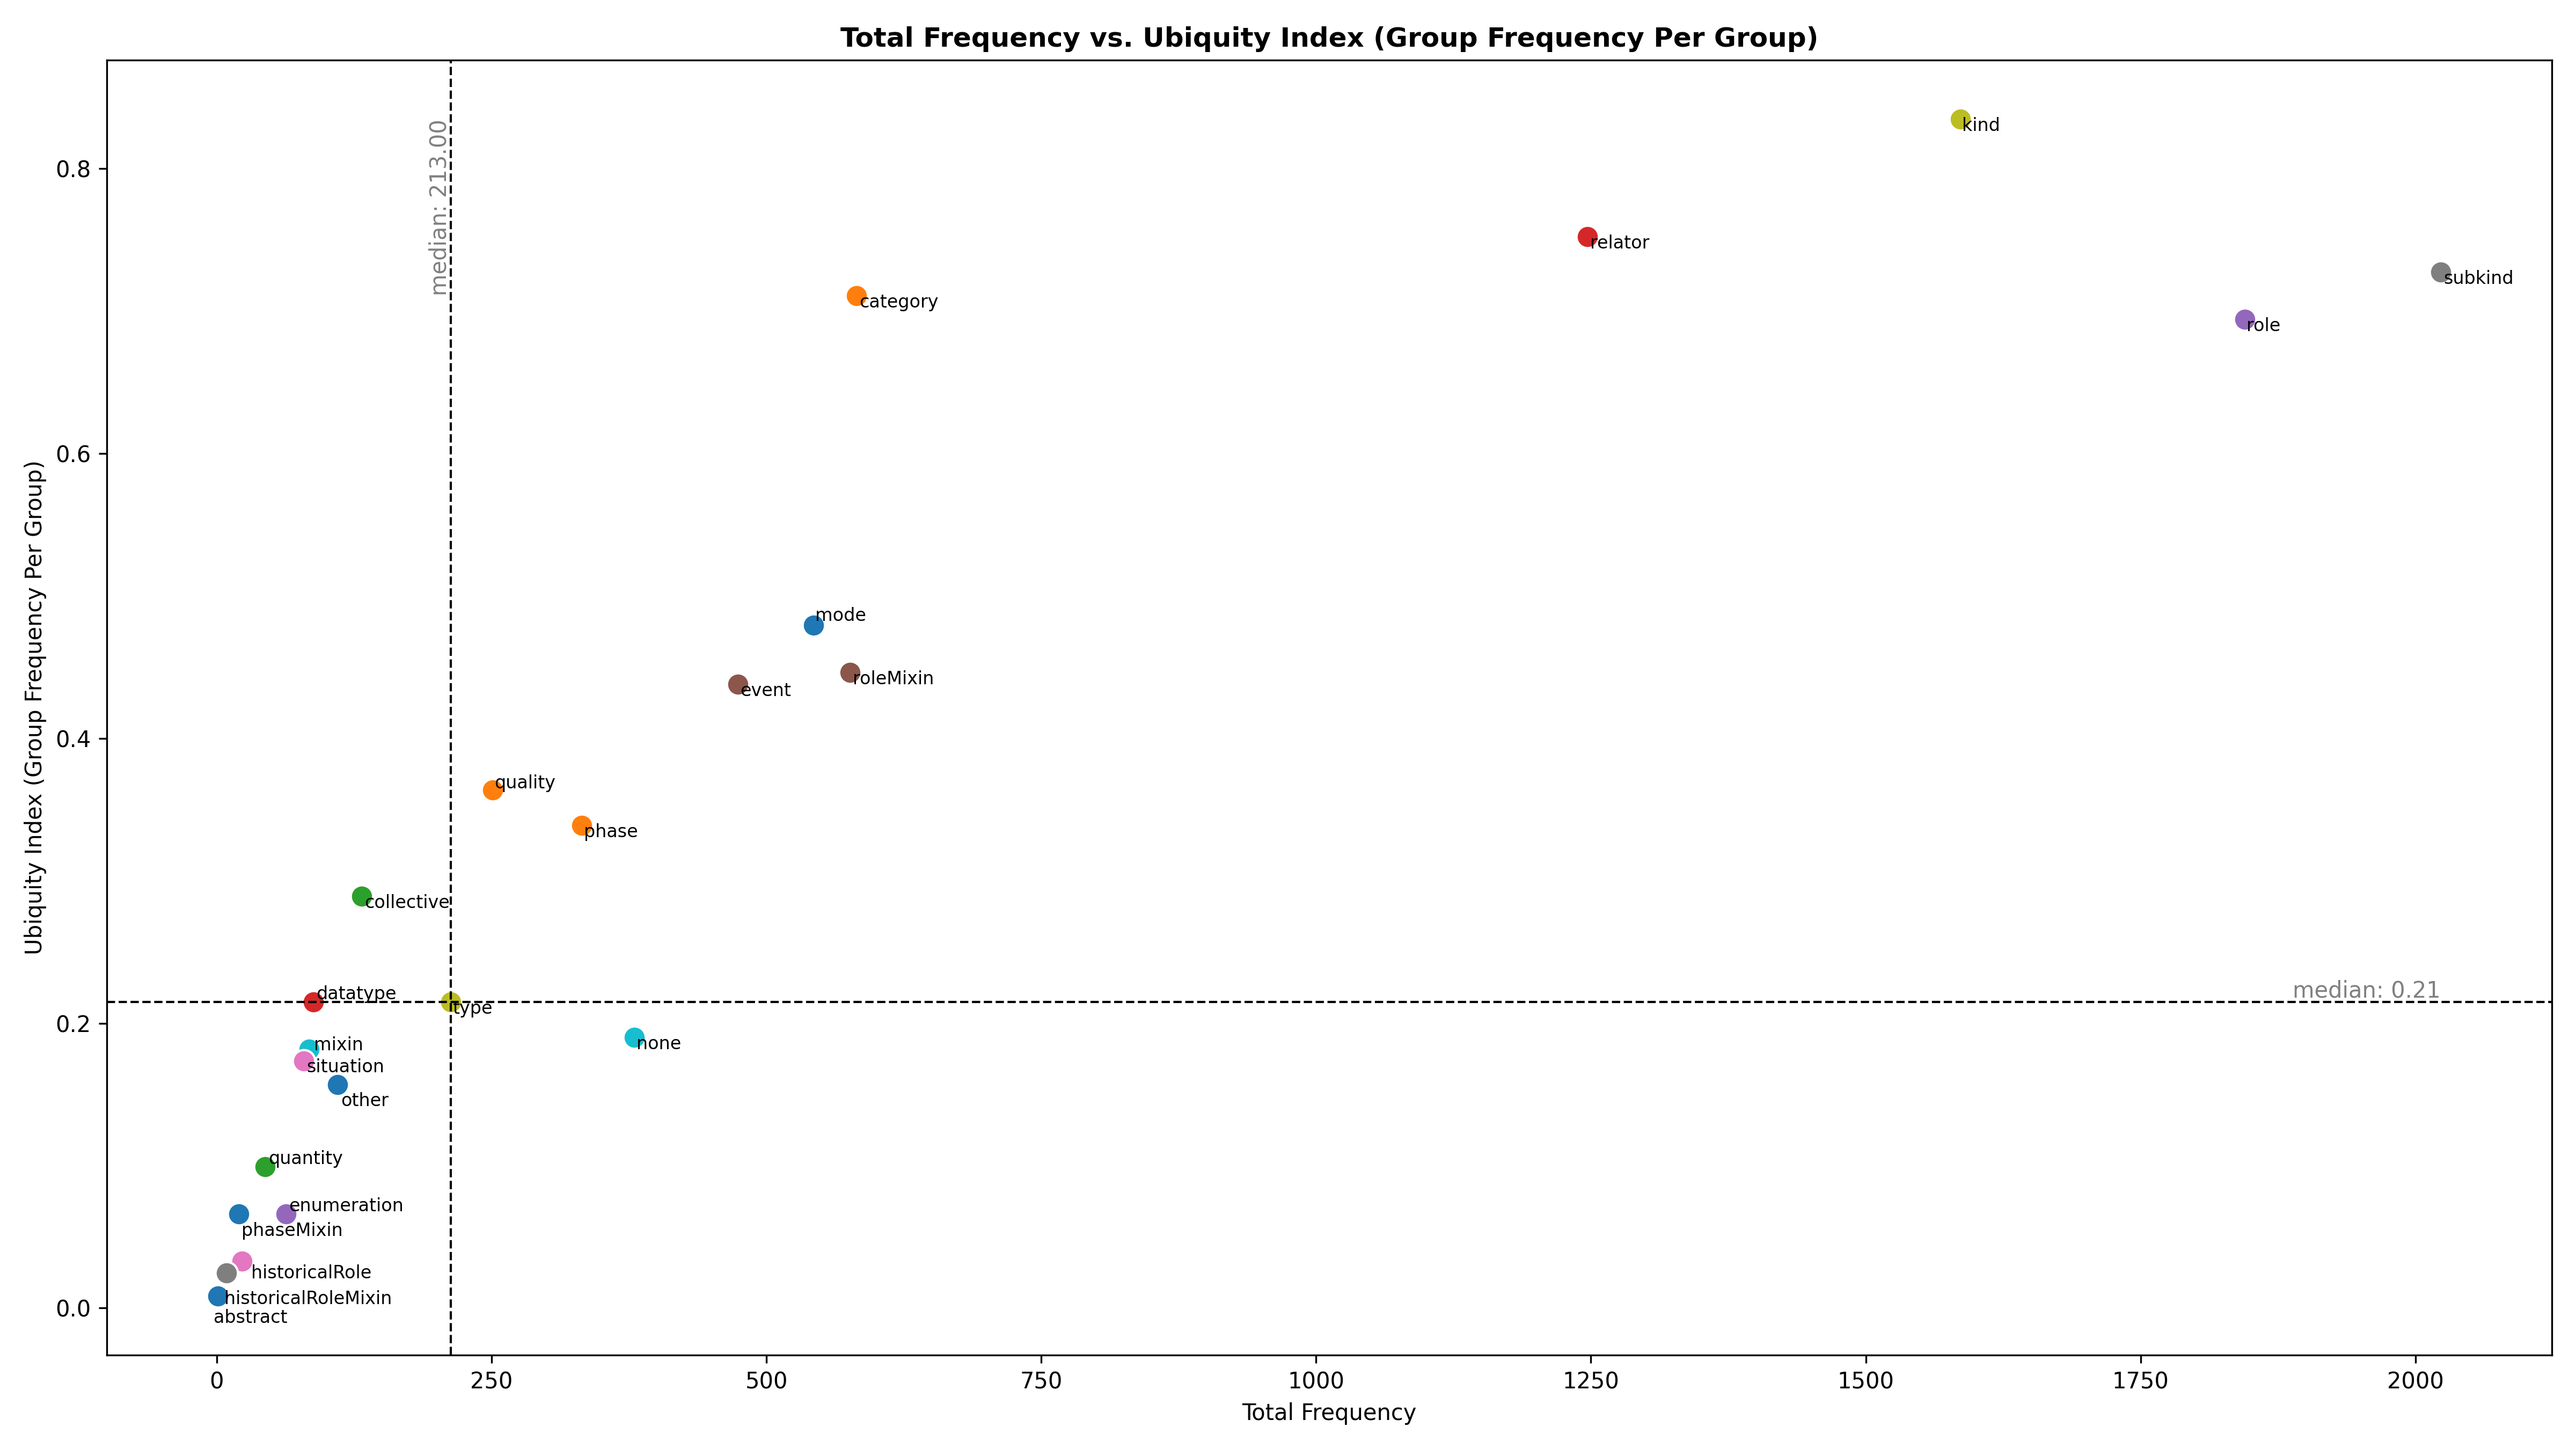 Total Frequency vs. Ubiquity Index (Group Frequency Per Group)
Ubiquity Index (Group Frequency Per Group)
0.8
0.6
0.4
0.2
0.0
median: 213.00
kind
relator
subkind
category
role
mode
roleMixin
event
quality
phase
collective
median: 0.21
datatype
type
none
mixin
situation
other
quantity
enumeration
phaseMixin
historicalRole
historicalRoleMixin
abstract
0
250
500
750
1000
1250
1500
1750
2000
Total Frequency